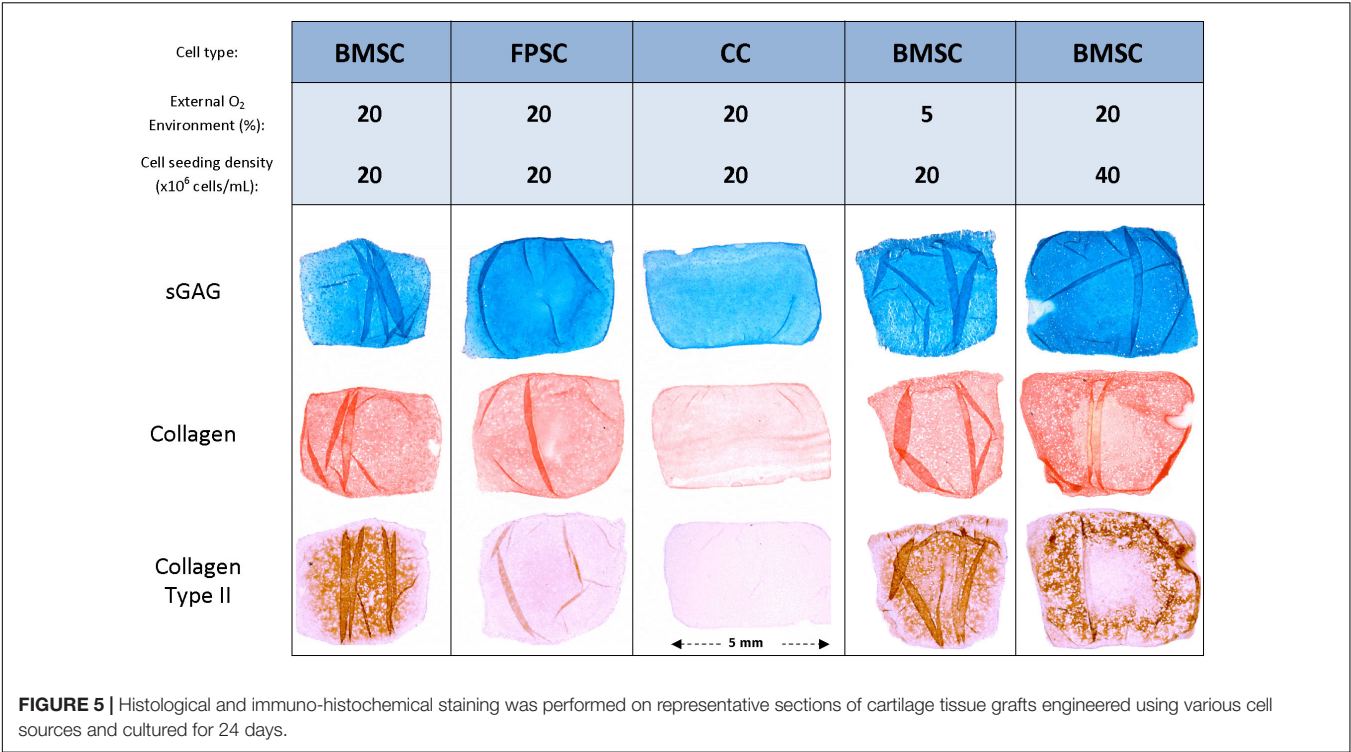 Cell type: BMSC FPSC CC BMSC BMSC
External O₂
Environment (%): 20 20 20 5 20
Cell seeding density
(x10⁶ cells/mL): 20 20 20 20 40
sGAG
Collagen
Collagen
Type II
5 mm
FIGURE 5 | Histological and immuno-histochemical staining was performed on representative sections of cartilage tissue grafts engineered using various cell
sources and cultured for 24 days.